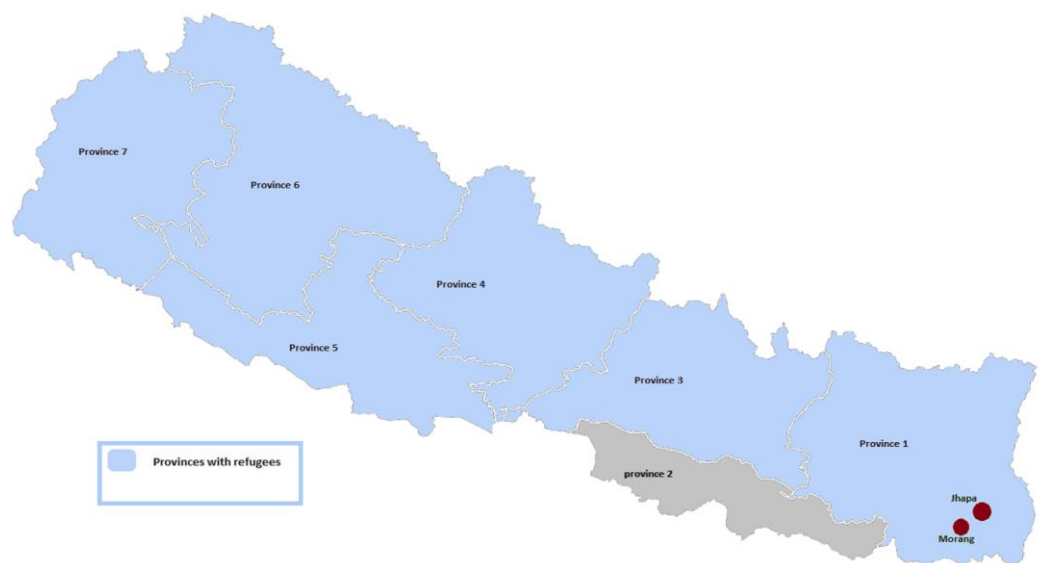 Province 7
Province 6
Province 4
Province 5
Province 3
Province 1
Provinces with refugees
province 2
Jhapa
Morang